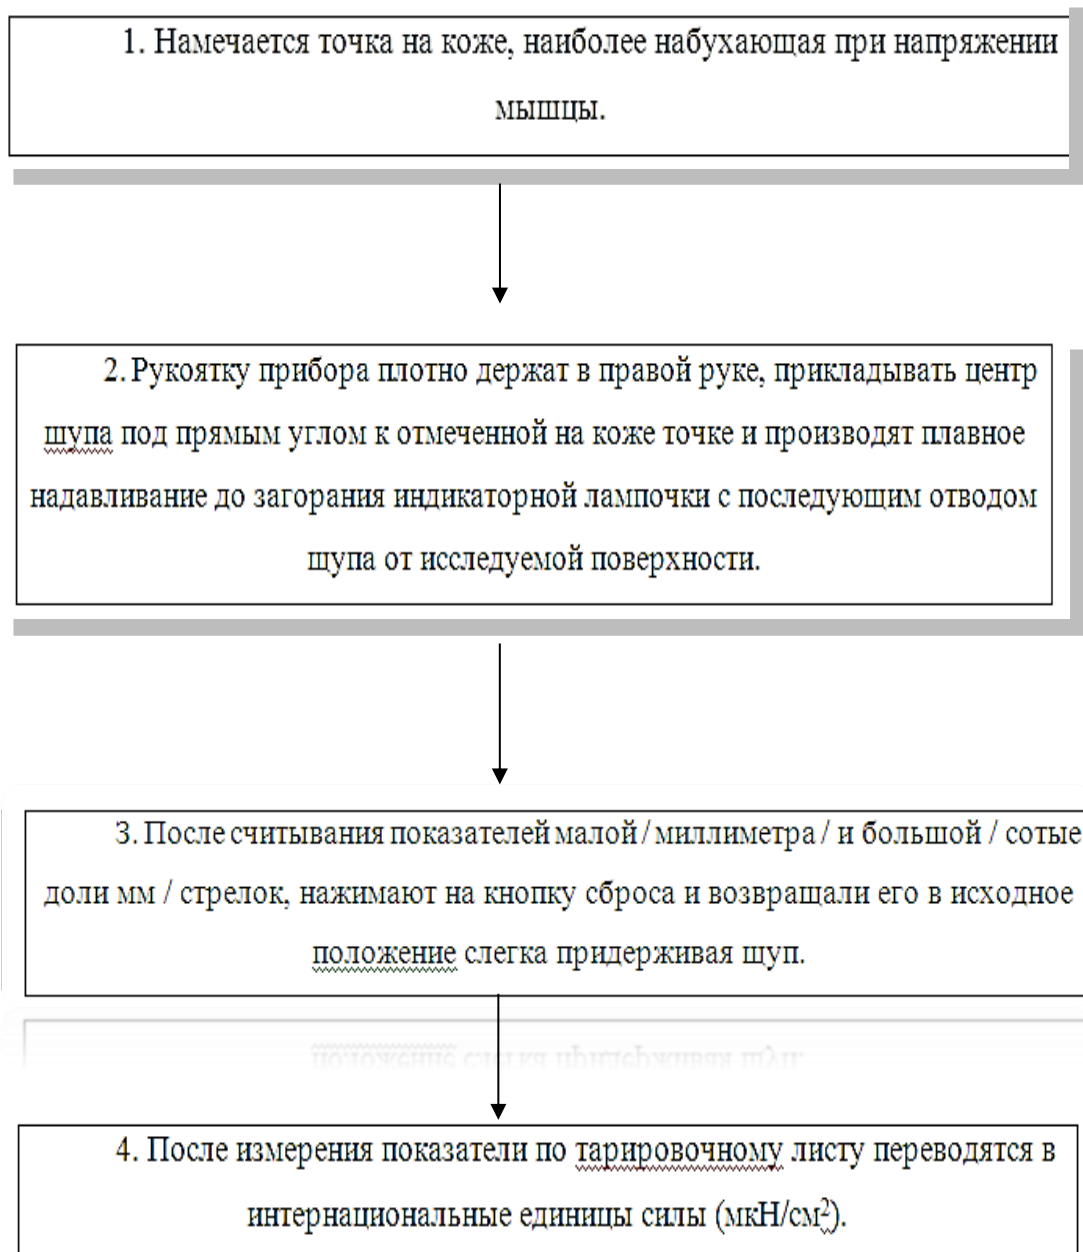 1. Намечается точка на коже, наиболее набухающая при напряжении
мышцы.
2. Рукоятку прибора плотно держат в правой руке, прикладывать центр
щупа под прямым углом к отмеченной на коже точке и производят плавное
надавливание до загорания индикаторной лампочки с последующим отводом
щупа от исследуемой поверхности.
3. После считывания показателей малой / миллиметра / и большой / сотые
доли мм / стрелок, нажимают на кнопку сброса и возвращали его в исходное
положение слегка придерживая щуп.
4. После измерения показатели по тарировочному листу переводятся в
интернациональные единицы силы (мкН/см²).